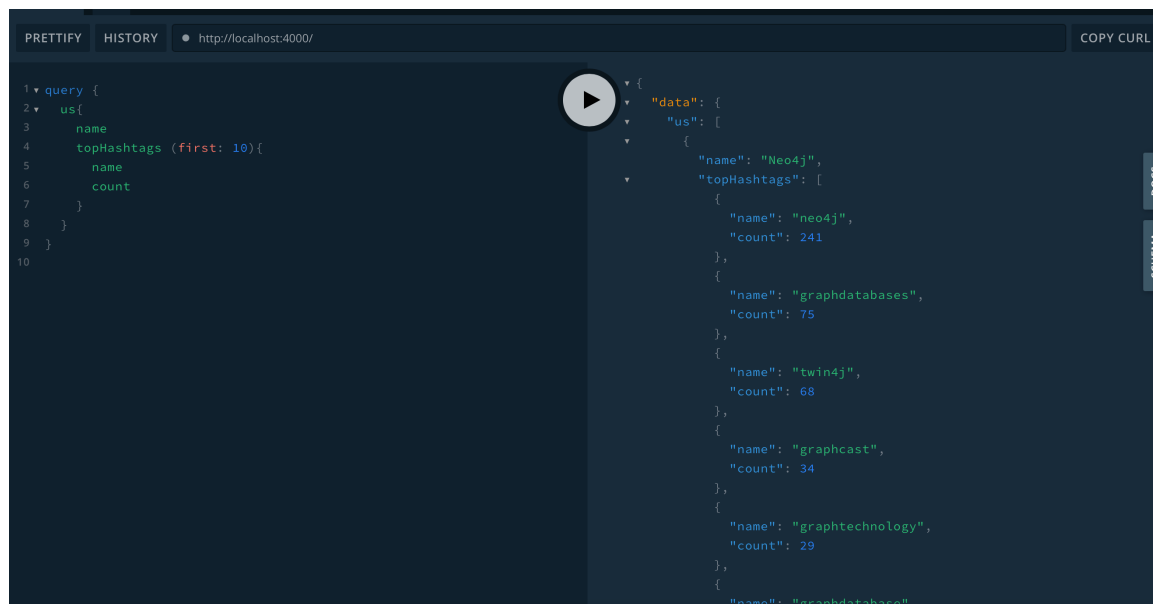 PRETTIFY HISTORY http://localhost:4000/ COPY CURL
1 query {
2 us{
3 name
4 topHashtags (first: 10){
5 name
6 count
7 }
8 }
9 }
10
{
"data": {
"us": [
{
"name": "Neo4j",
"topHashtags": [
{
"name": "neo4j",
"count": 241
},
{
"name": "graphdatabases",
"count": 75
},
{
"name": "twin4j",
"count": 68
},
{
"name": "graphcast",
"count": 34
},
{
"name": "graphtechnology",
"count": 29
},
{
"name": "graphdatabase"